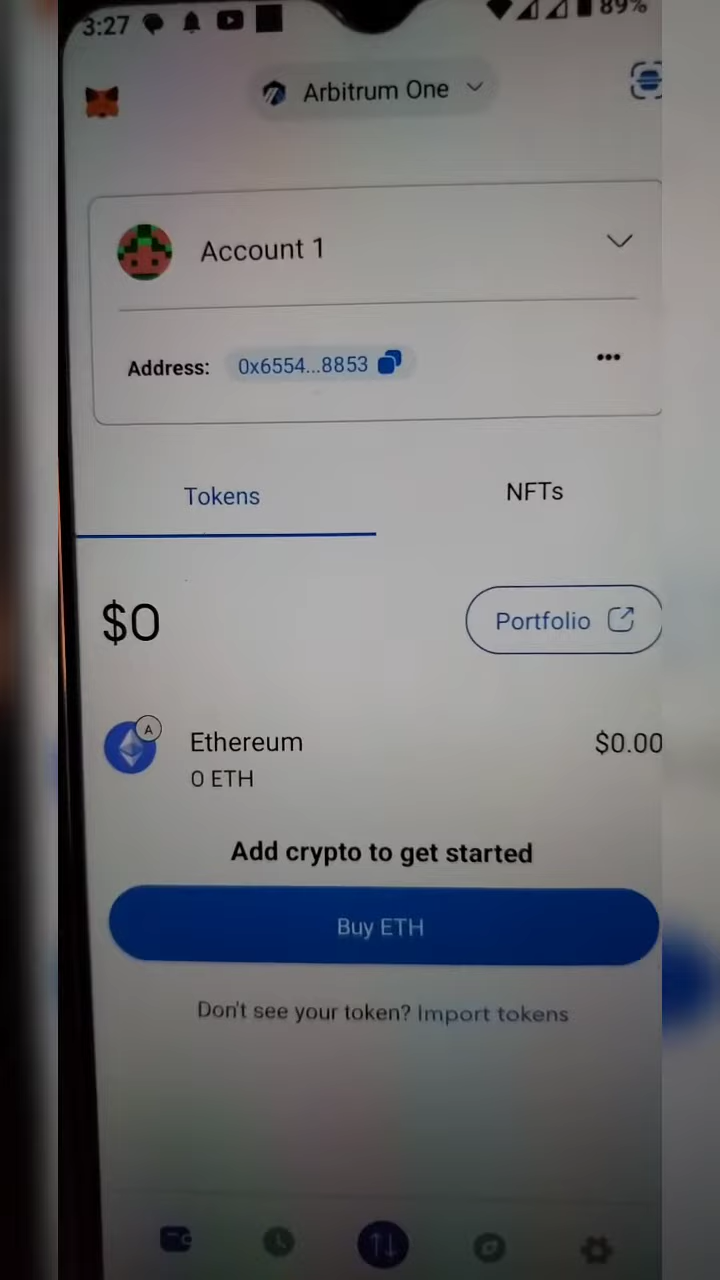 3:27 89%
Arbitrum One
Account 1
Address: 0x6554...8853
Tokens NFTs
$0 Portfolio
A
Ethereum $0.00
0 ETH
Add crypto to get started
Buy ETH
Don't see your token? Import tokens